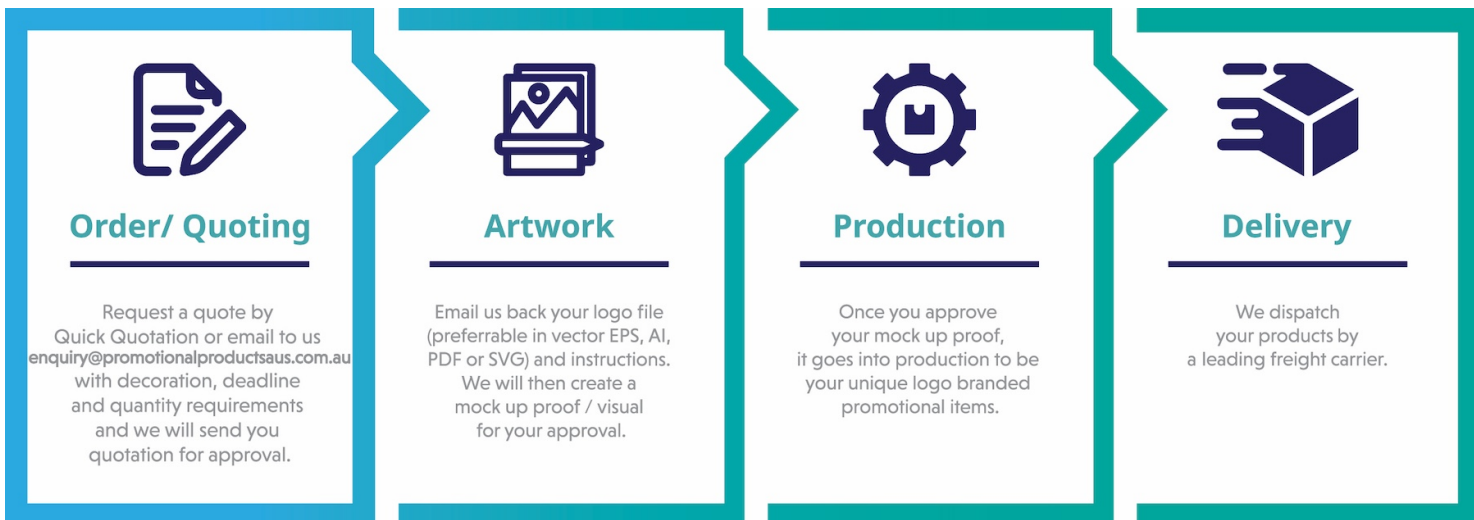 Order/ Quoting
Request a quote by
Quick Quotation or email to us
enquiry@promotionalproductsaus.com.au
with decoration, deadline
and quantity requirements
and we will send you
quotation for approval.
Artwork
Email us back your logo file
(preferrable in vector EPS, AI,
PDF or SVG) and instructions.
We will then create a
mock up proof / visual
for your approval.
Production
Once you approve
your mock up proof,
it goes into production to be
your unique logo branded
promotional items.
Delivery
We dispatch
your products by
a leading freight carrier.